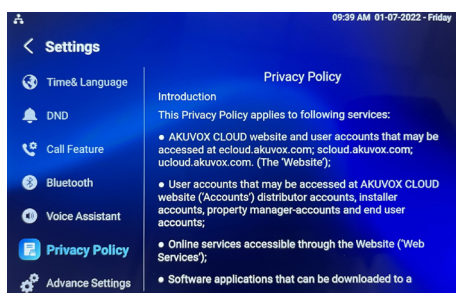 09:39 AM 01-07-2022 - Friday
Settings
Time& Language
DND
Call Feature
Bluetooth
Voice Assistant
Privacy Policy
Advance Settings
Privacy Policy
Introduction
This Privacy Policy applies to following services:
● AKUVOX CLOUD website and user accounts that may be
accessed at ecloud.akuvox.com; scloud.akuvox.com;
ucloud.akuvox.com. (The 'Website');
● User accounts that may be accessed at AKUVOX CLOUD
website ('Accounts') distributor accounts, installer
accounts, property manager-accounts and end user
accounts;
● Online services accessible through the Website ('Web
Services');
● Software applications that can be downloaded to a